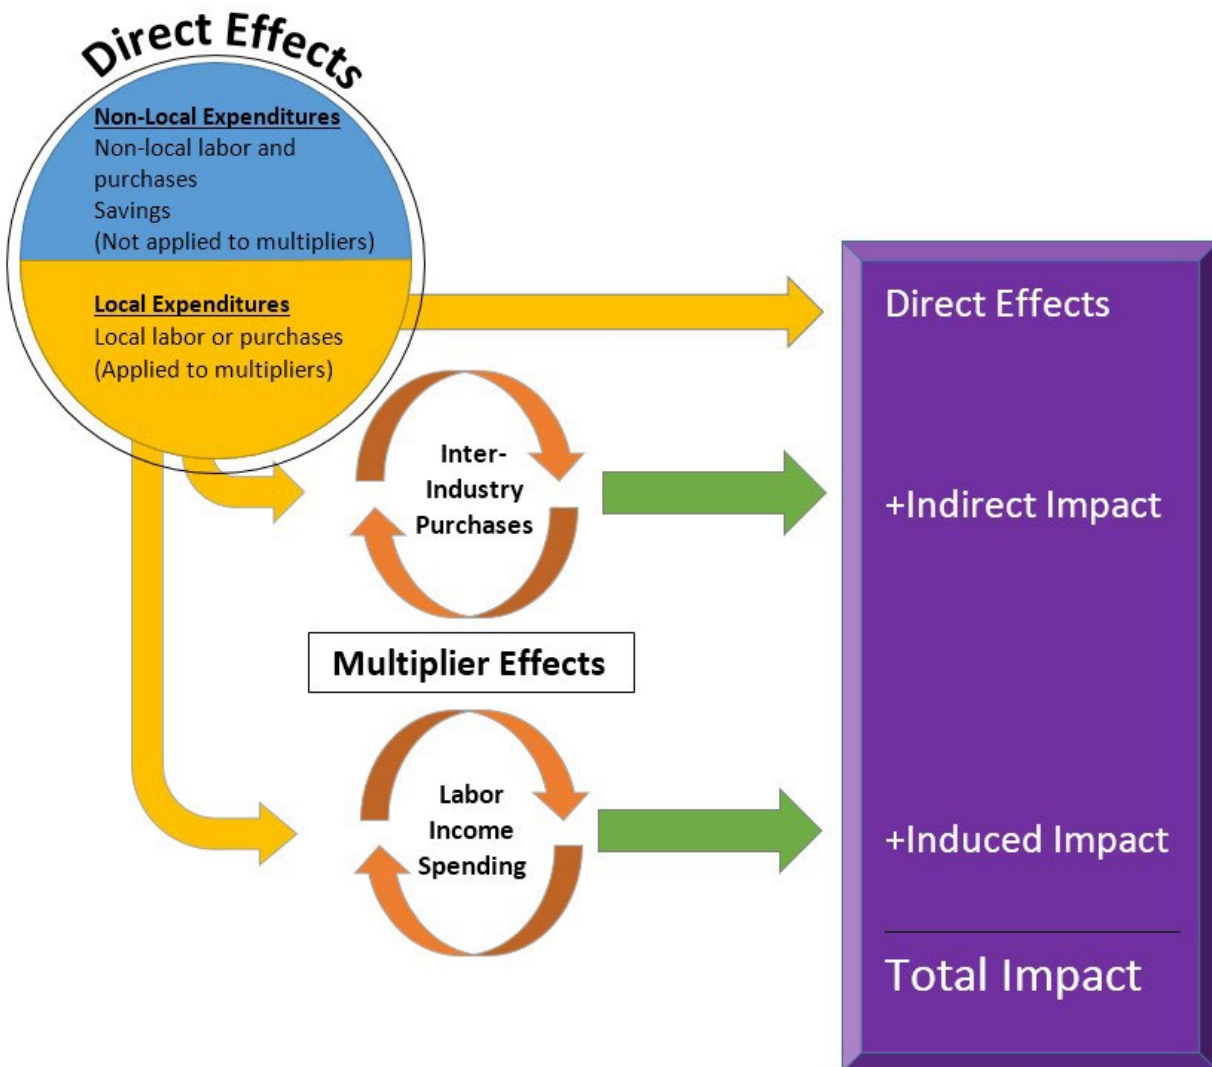 Direct Effects
Non-Local Expenditures
Non-local labor and
purchases
Savings
(Not applied to multipliers)
Local Expenditures
Local labor or purchases
(Applied to multipliers)
Inter-
Industry
Purchases
Multiplier Effects
Labor
Income
Spending
Direct Effects
+Indirect Impact
+Induced Impact
Total Impact